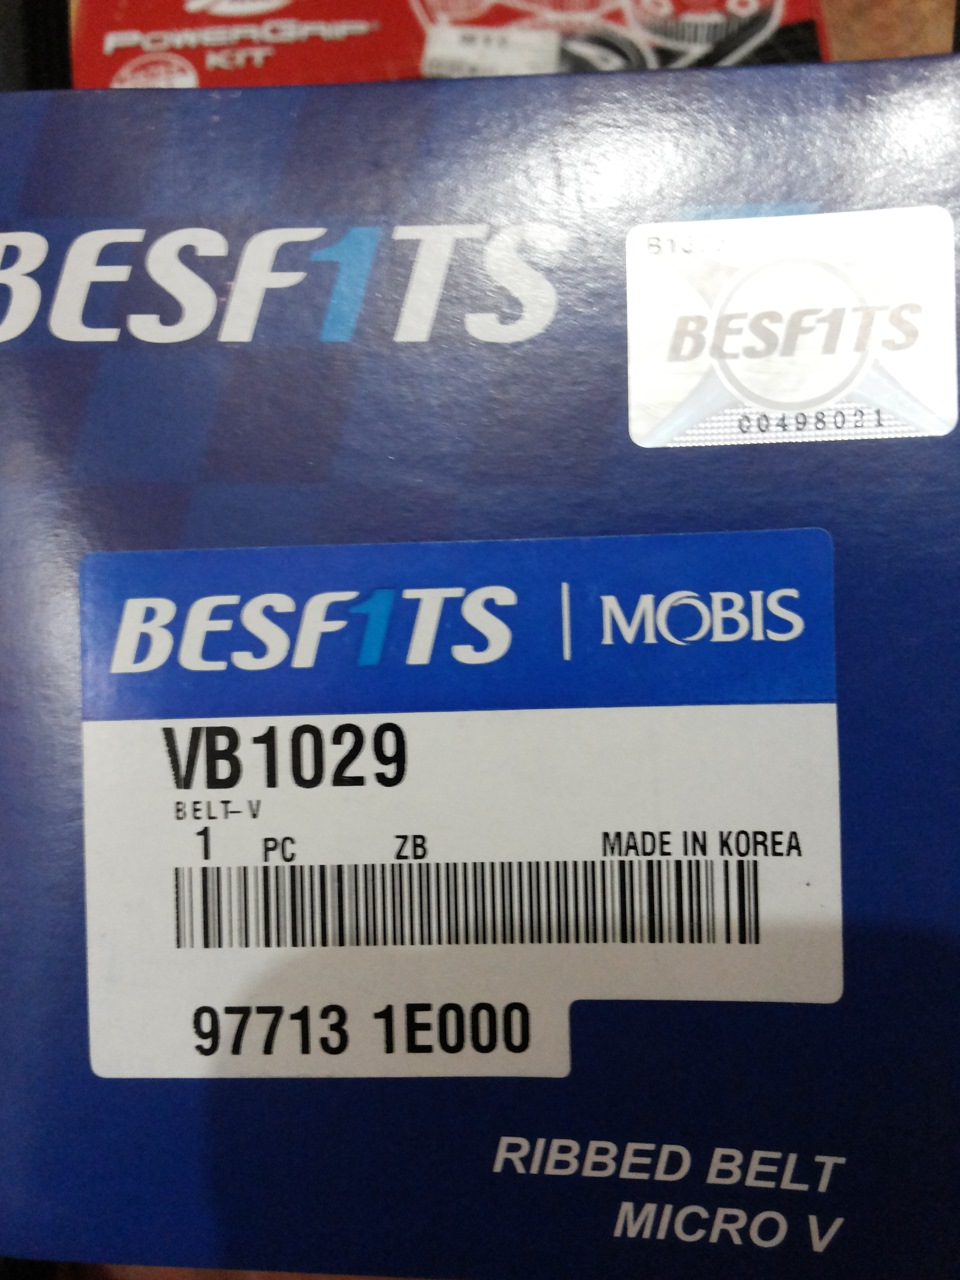 POWERGRIP
KIT
BESF1TS
BESF1TS
00498021
BESF1TS | MOBIS
VB1029
BELT-V
1 PC ZB MADE IN KOREA
97713 1E000
RIBBED BELT
MICRO V